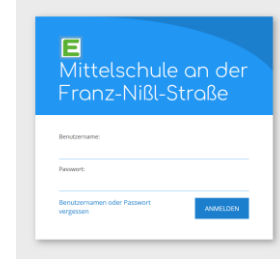 E
Mittelschule an der
Franz-Nißl-Straße
Benutzername:
Passwort:
Benutzernamen oder Passwort
vergessen
ANMELDEN